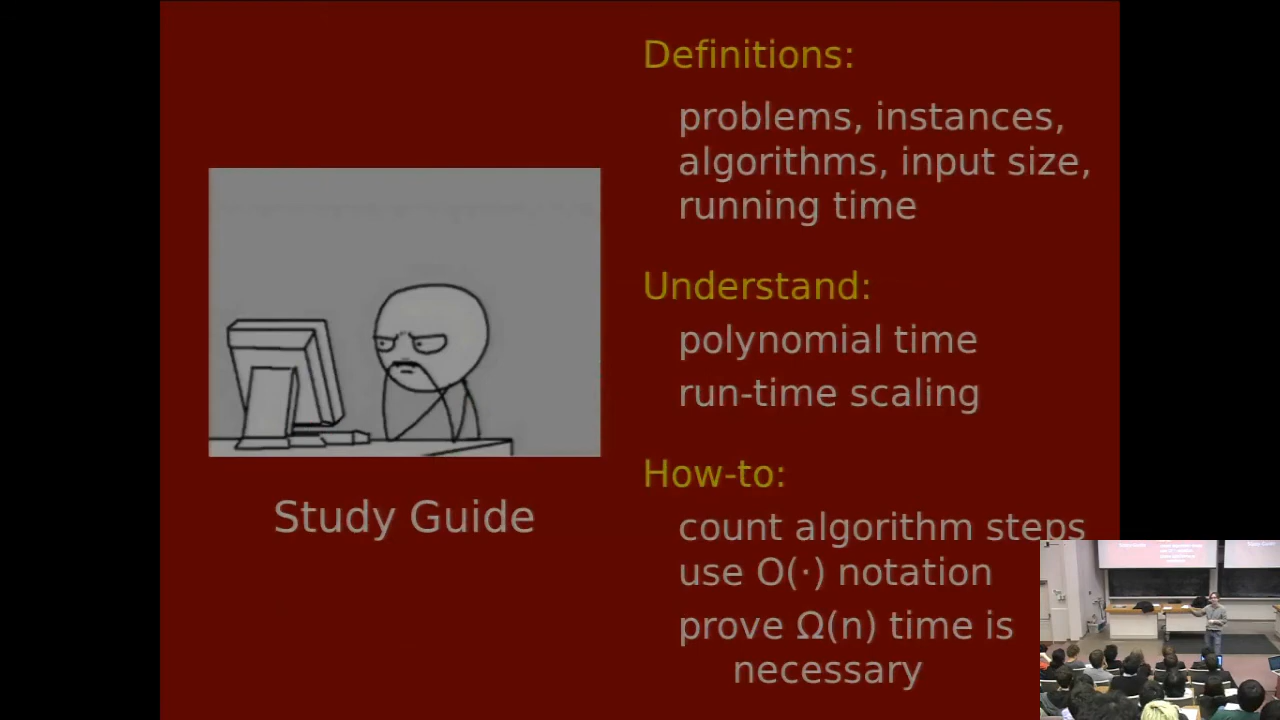 Definitions:
problems, instances,
algorithms, input size,
running time
Understand:
polynomial time
run-time scaling
How-to:
count algorithm steps
use O(·) notation
prove Ω(n) time is
necessary
Study Guide